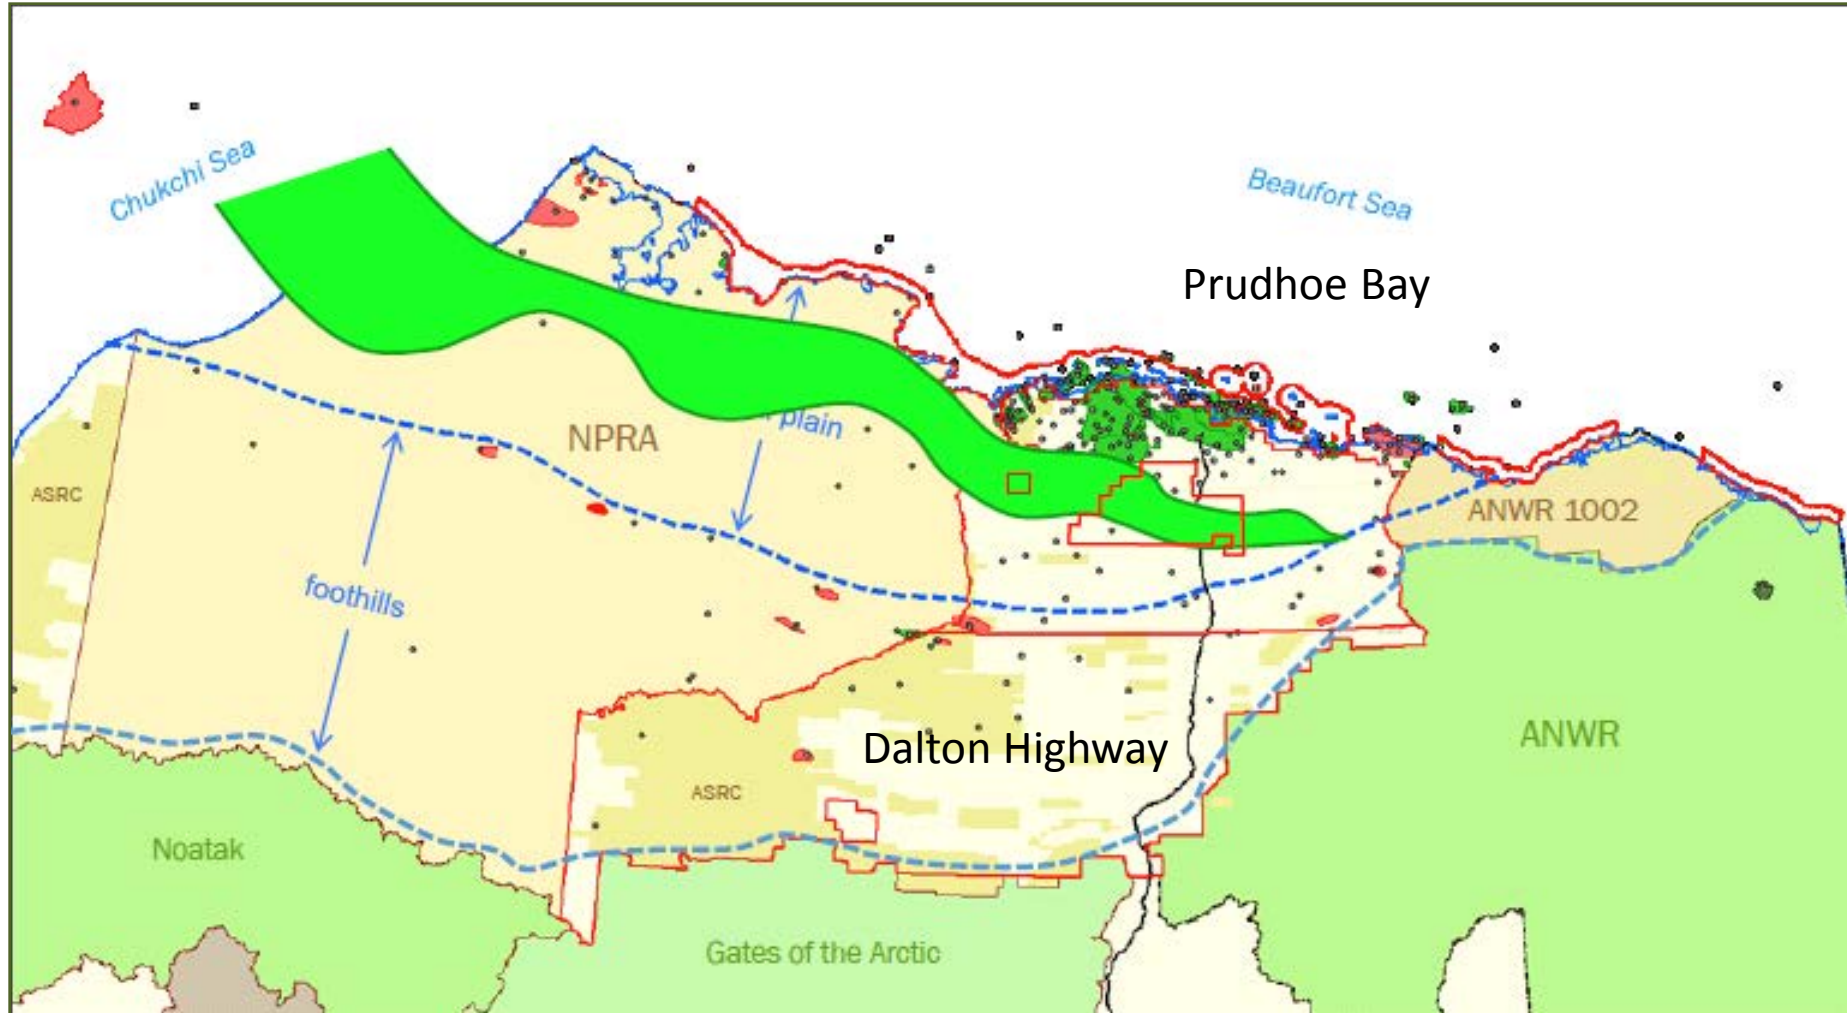 Chukchi Sea
Beaufort Sea
Prudhoe Bay
plain
NPRA
ASRC
ANWR 1002
foothills
ANWR
Dalton Highway
ASRC
Noatak
Gates of the Arctic